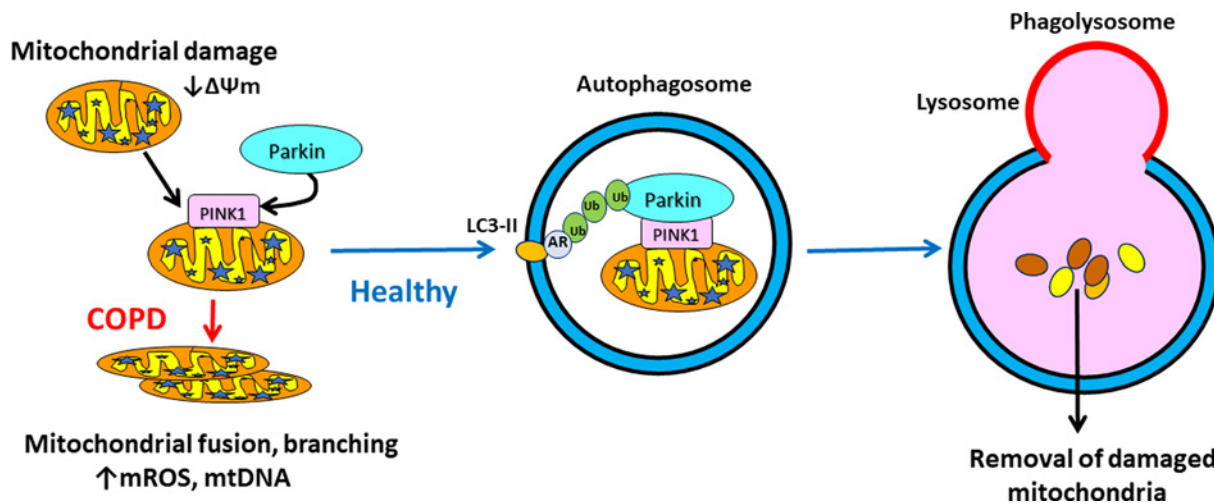 Mitochondrial damage
↓ΔΨm
Parkin
PINK1
COPD
Healthy
Mitochondrial fusion, branching
↑mROS, mtDNA
Autophagosome
LC3-II
AR
Ub
Ub
Ub
Parkin
PINK1
Phagolysosome
Lysosome
Removal of damaged
mitochondria